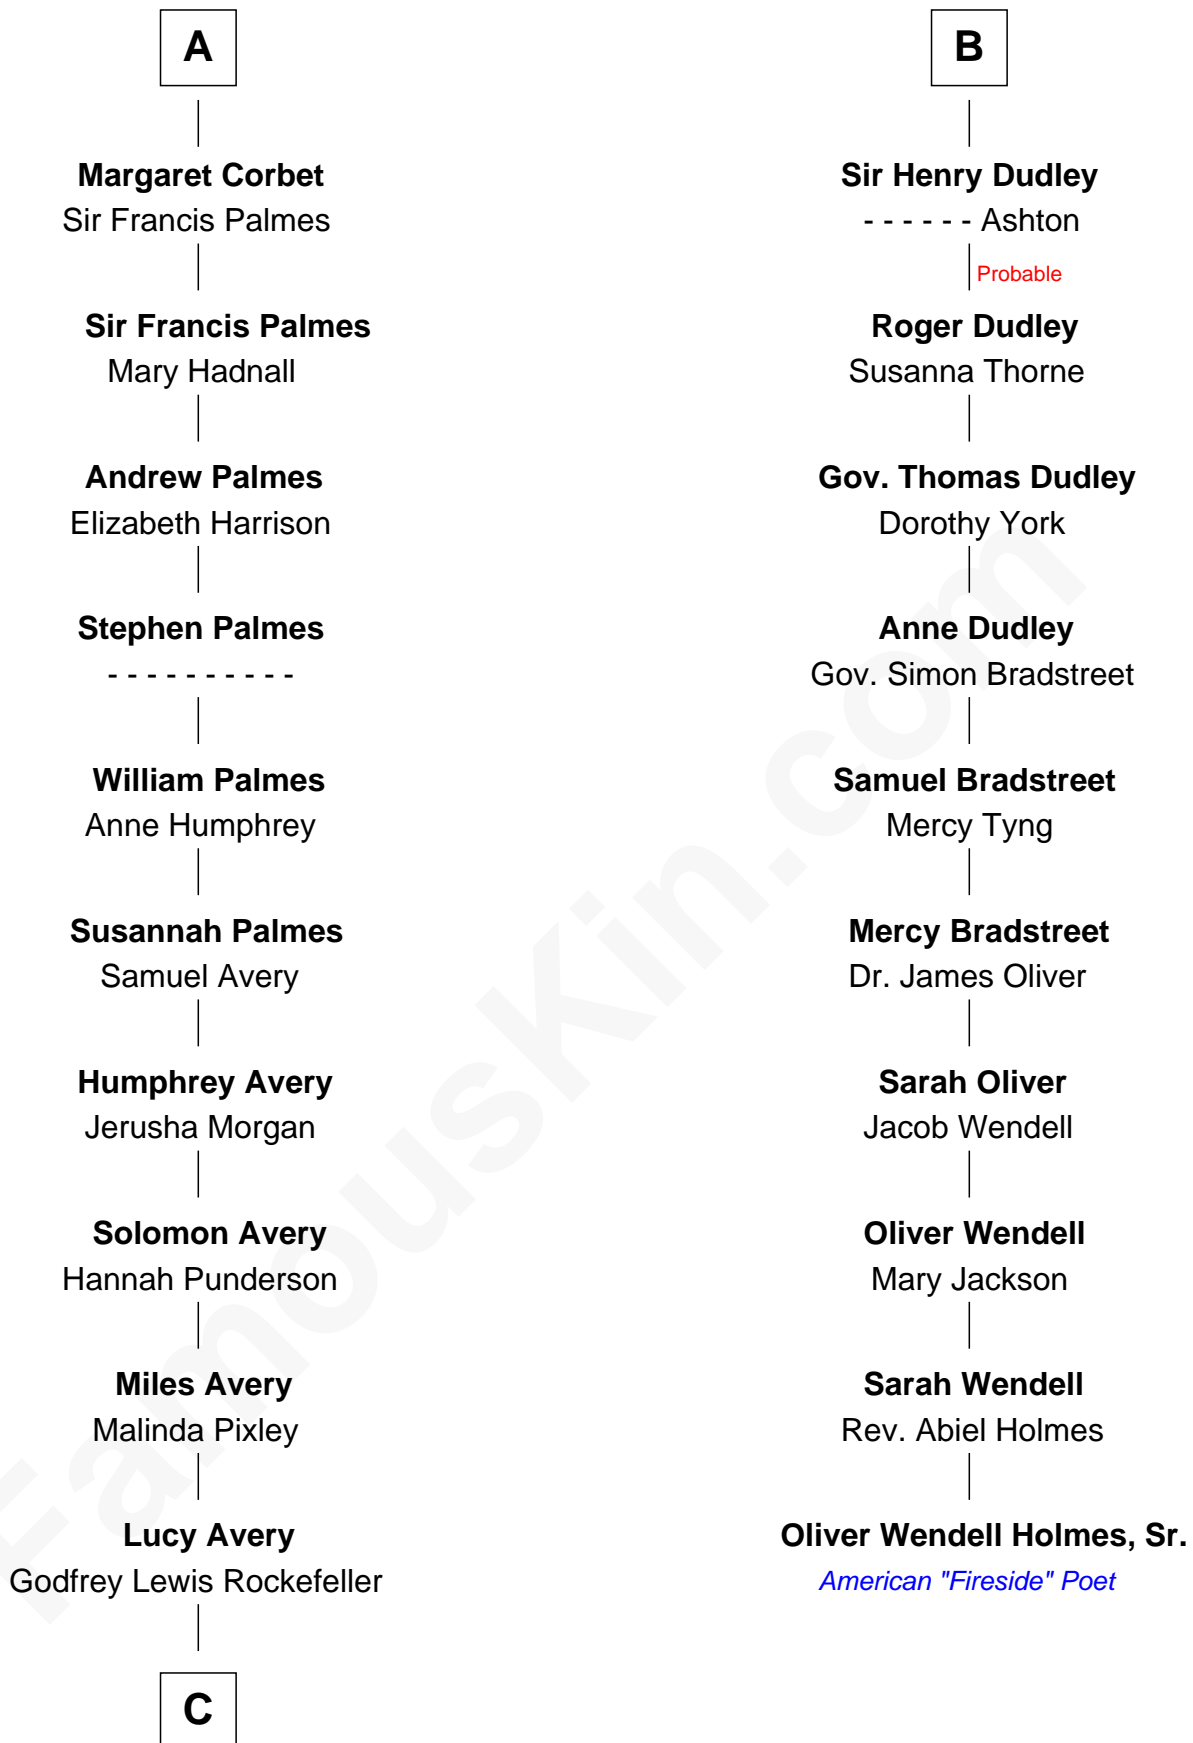 A
Margaret Corbet
Sir Francis Palmes
Sir Francis Palmes
Mary Hadnall
Andrew Palmes
Elizabeth Harrison
Stephen Palmes
- - - - - - - - - -
William Palmes
Anne Humphrey
Susannah Palmes
Samuel Avery
Humphrey Avery
Jerusha Morgan
Solomon Avery
Hannah Punderson
Miles Avery
Malinda Pixley
Lucy Avery
Godfrey Lewis Rockefeller
C
B
Sir Henry Dudley
- - - - - - Ashton
Probable
Roger Dudley
Susanna Thorne
Gov. Thomas Dudley
Dorothy York
Anne Dudley
Gov. Simon Bradstreet
Samuel Bradstreet
Mercy Tyng
Mercy Bradstreet
Dr. James Oliver
Sarah Oliver
Jacob Wendell
Oliver Wendell
Mary Jackson
Sarah Wendell
Rev. Abiel Holmes
Oliver Wendell Holmes, Sr.
American "Fireside" Poet
FamousKin.com